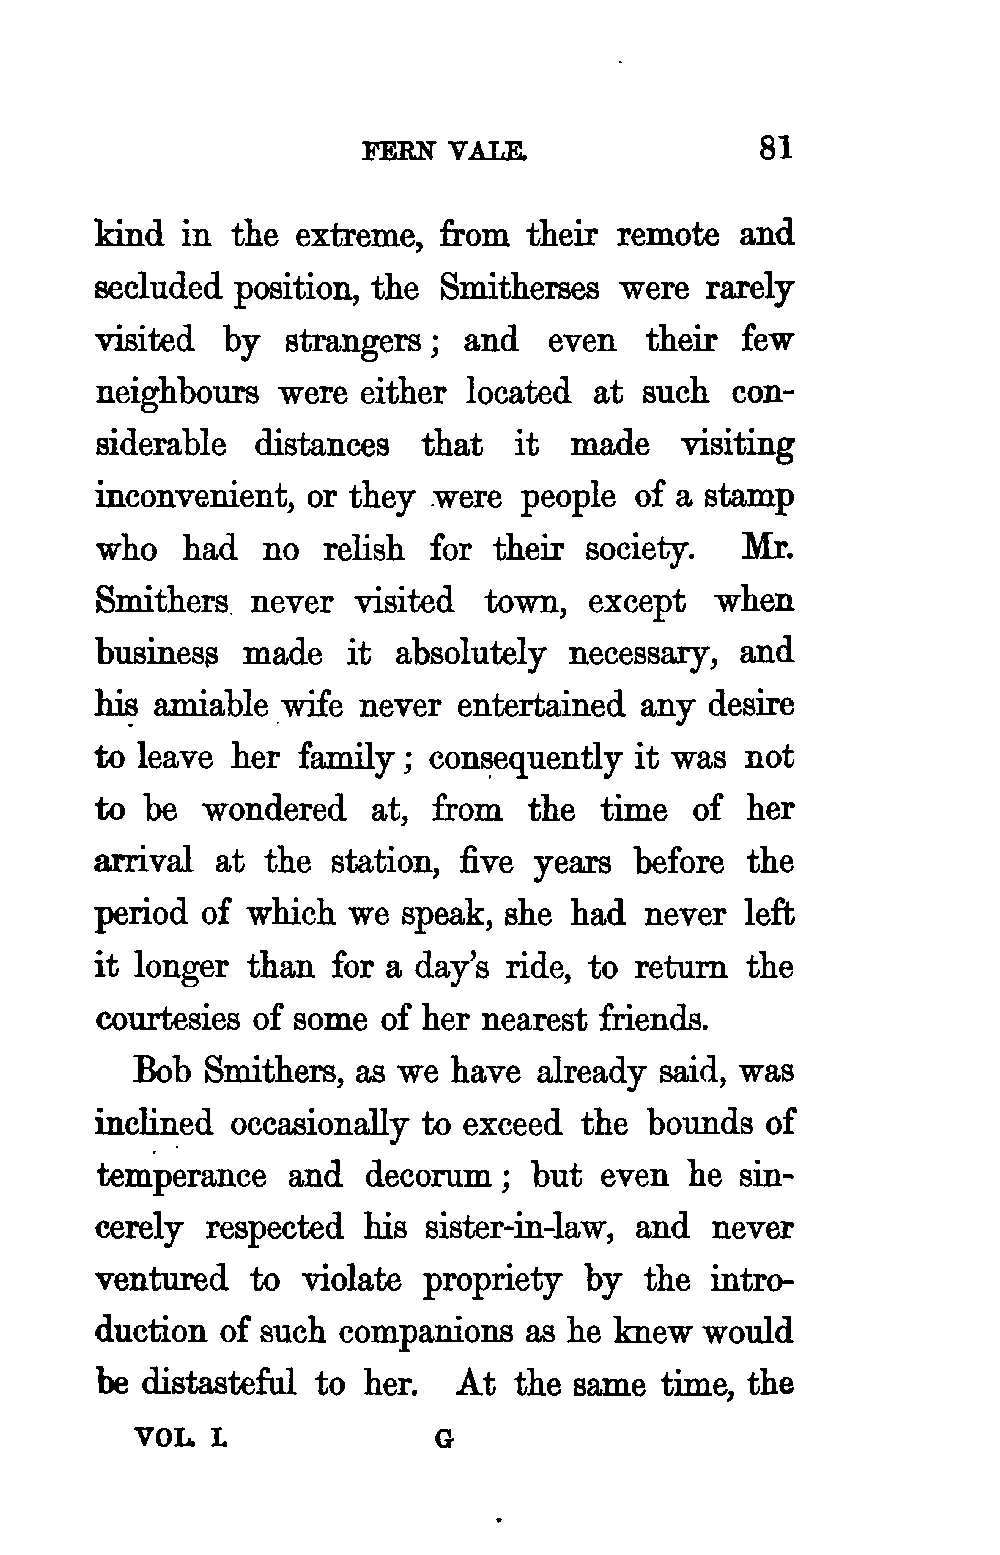 FERN VALE. 81
kind in the extreme, from their remote and
secluded position, the Smitherses were rarely
visited by strangers; and even their few
neighbours were either located at such con-
siderable distances that it made visiting
inconvenient, or they were people of a stamp
who had no relish for their society. Mr.
Smithers never visited town, except when
business made it absolutely necessary, and
his amiable wife never entertained any desire
to leave her family; consequently it was not
to be wondered at, from the time of her
arrival at the station, five years before the
period of which we speak, she had never left
it longer than for a day's ride, to return the
courtesies of some of her nearest friends.
Bob Smithers, as we have already said, was
inclined occasionally to exceed the bounds of
temperance and decorum; but even he sin-
cerely respected his sister-in-law, and never
ventured to violate propriety by the intro-
duction of such companions as he knew would
be distasteful to her. At the same time, the
VOL. I. G